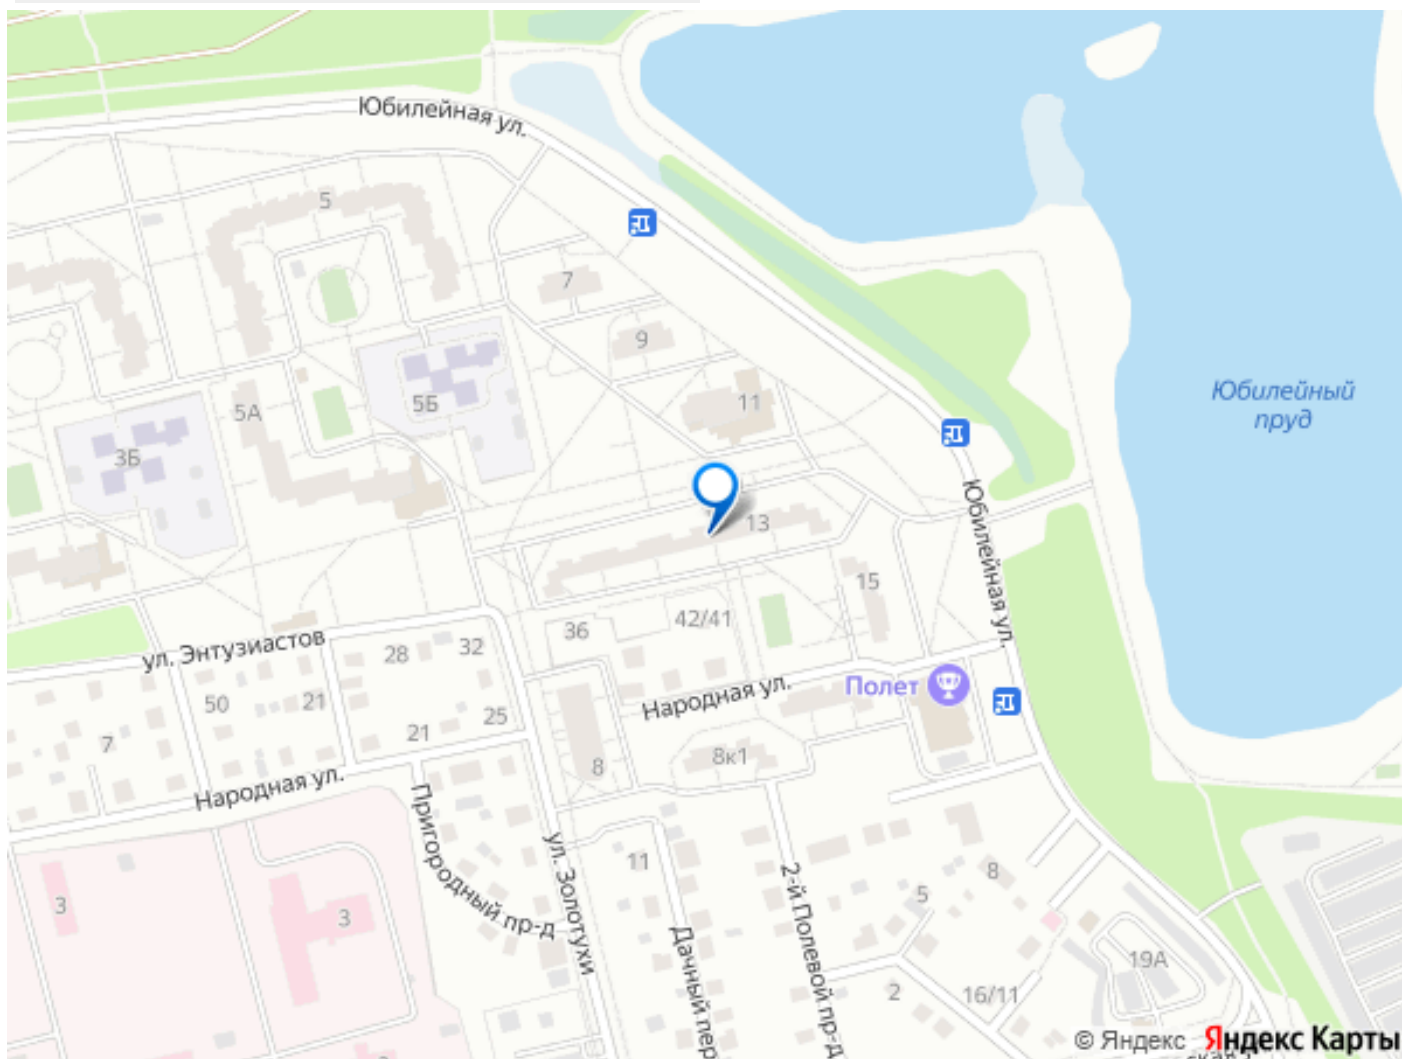 Юбилейная ул.
5
7
9
11
5А
5Б
3Б
Юбилейный
пруд
13
Юбилейная ул.
15
42/41
36
ул. Энтузиастов
28
32
50
21
25
Полет
Народная ул.
7
21
8к1
8
Народная ул.
Пригородный пр-д
ул. Золотухи
11
2-й Полевой пр-д
8
5
3
3
Дачный пер
19А
2
16/11
© Яндекс Яндекс Карты